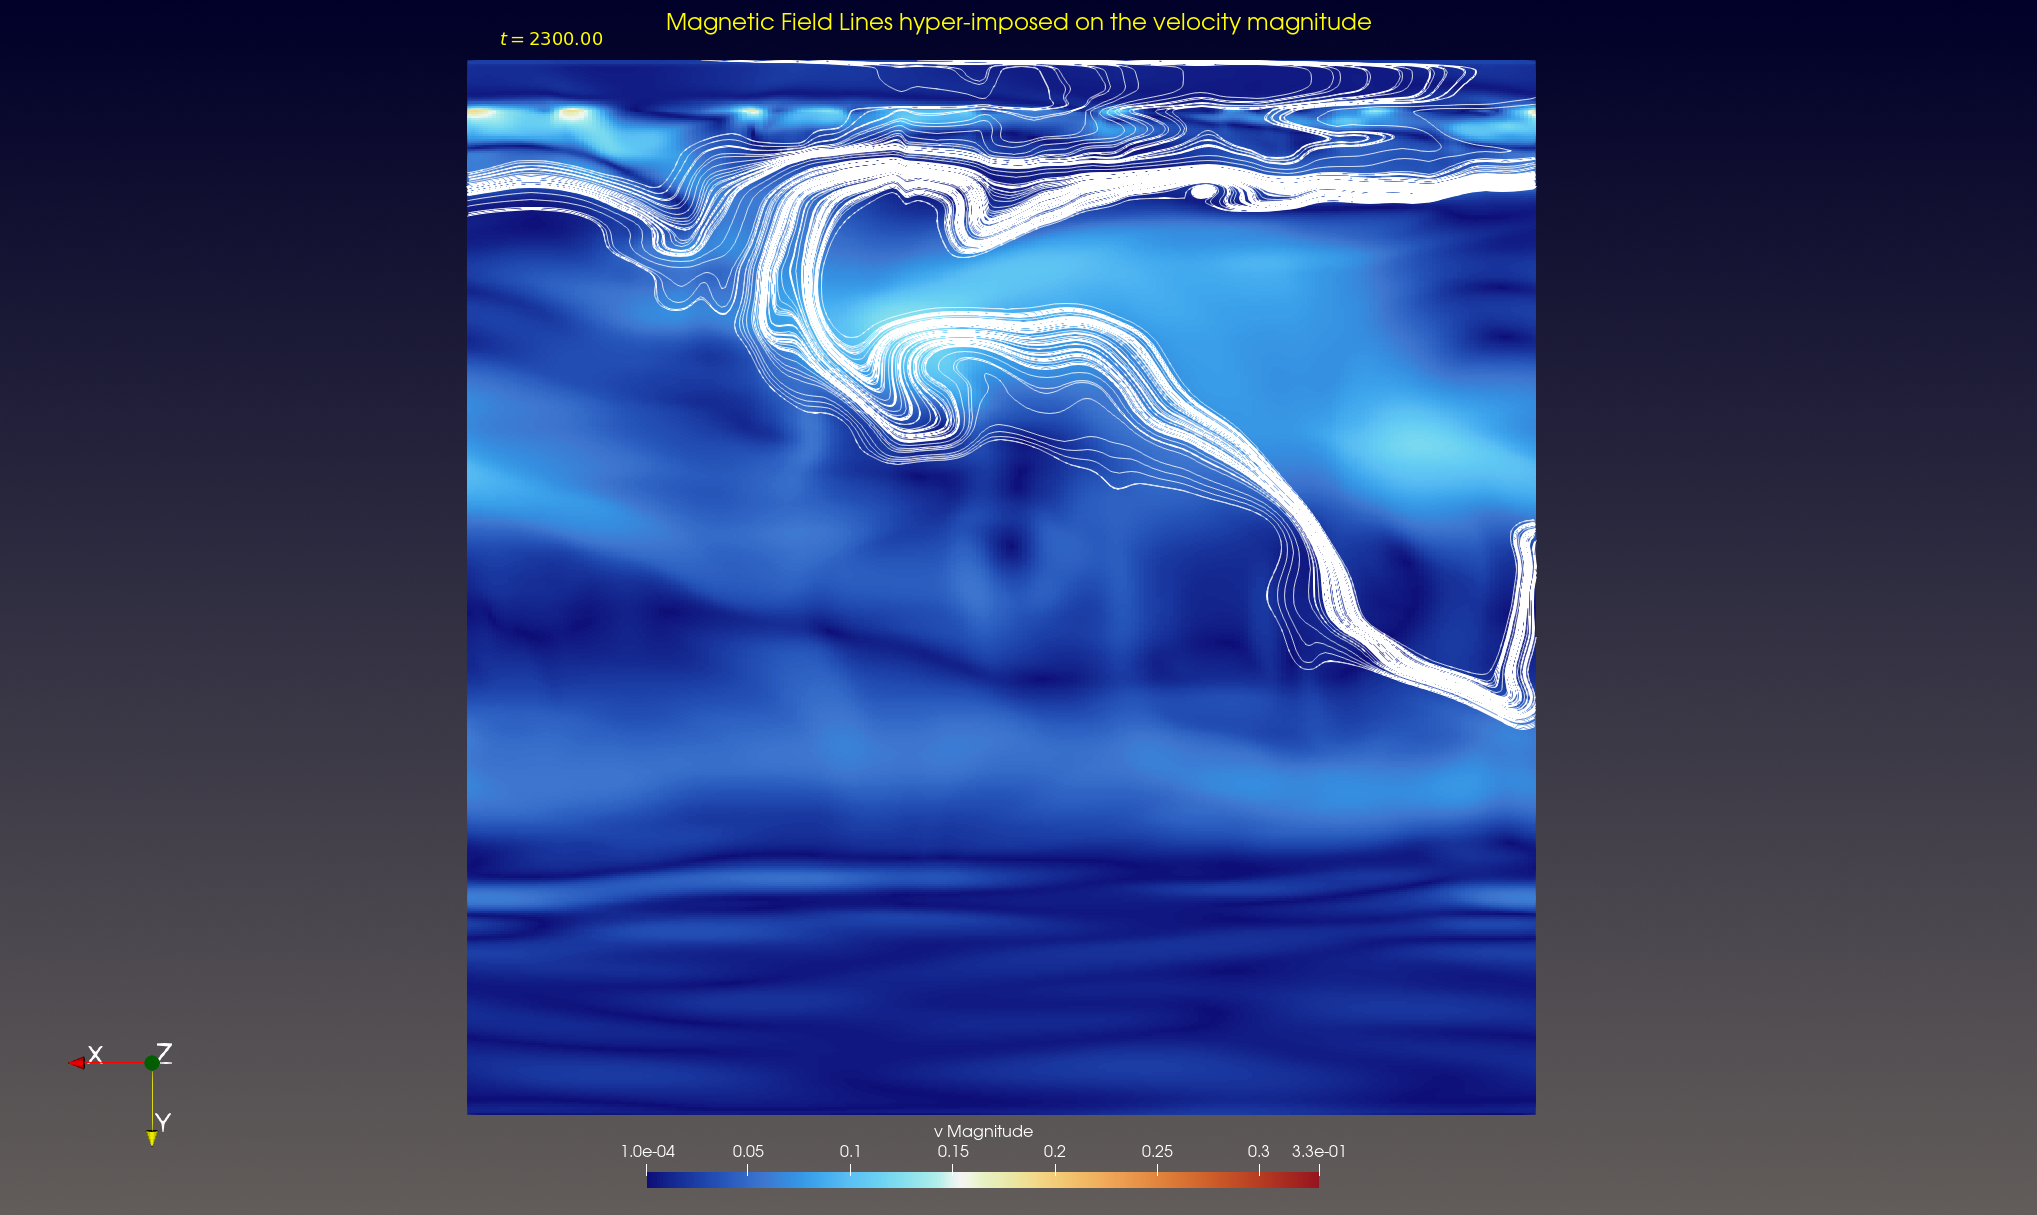 Magnetic Field Lines hyper-imposed on the velocity magnitude
t = 2300.00
X Z
Y
v Magnitude
1.0e-04 0.05 0.1 0.15 0.2 0.25 0.3 3.3e-01